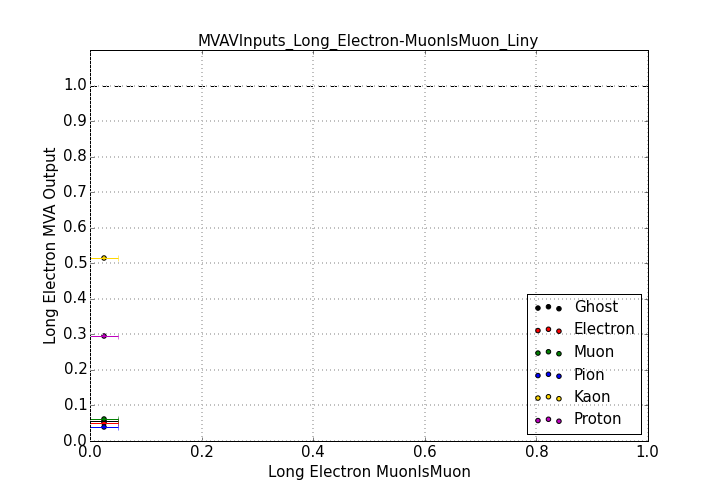 MVAVInputs_Long_Electron-MuonIsMuon_Liny
Long Electron MVA Output
1.0
0.9
0.8
0.7
0.6
0.5
0.4
0.3
0.2
0.1
0.0
Ghost
Electron
Muon
Pion
Kaon
Proton
0.0 0.2 0.4 0.6 0.8 1.0
Long Electron MuonIsMuon